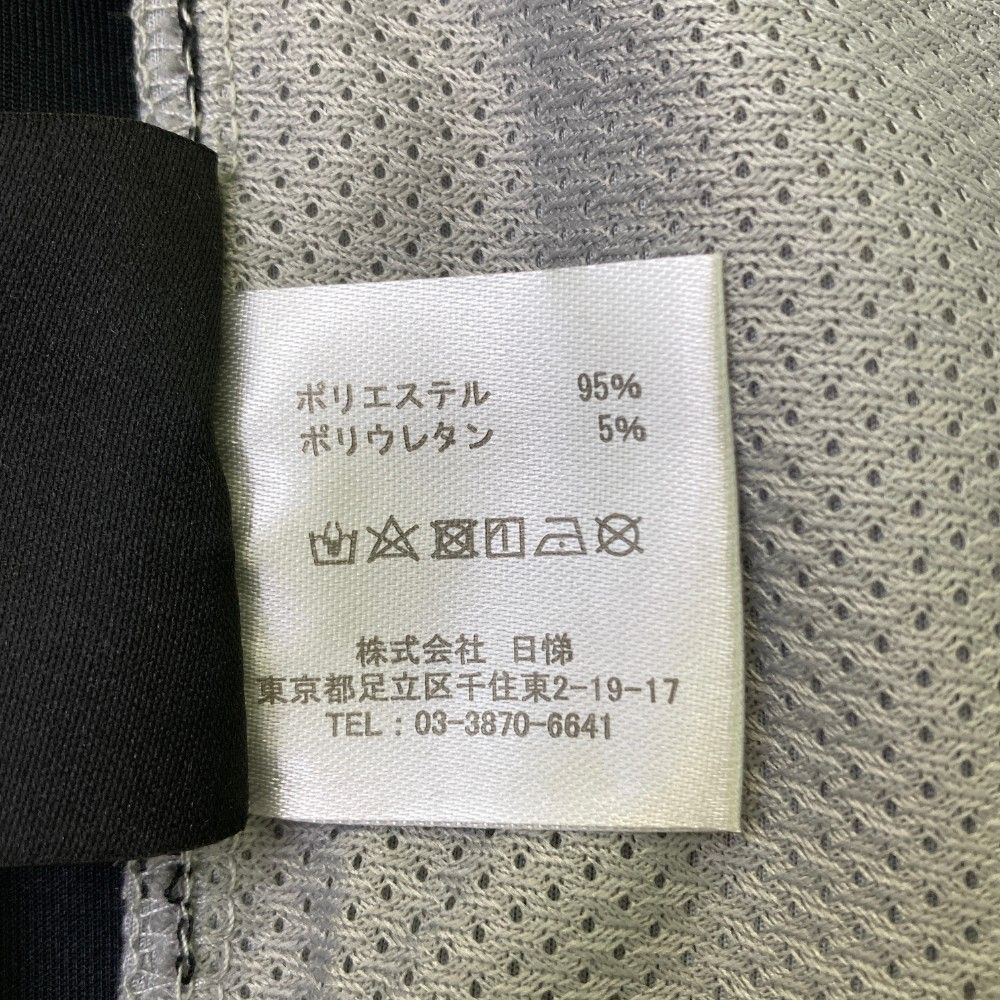 ポリエステル 95%
ポリウレタン 5%
株式会社 日悌
東京都足立区千住東2-19-17
TEL：03-3870-6641